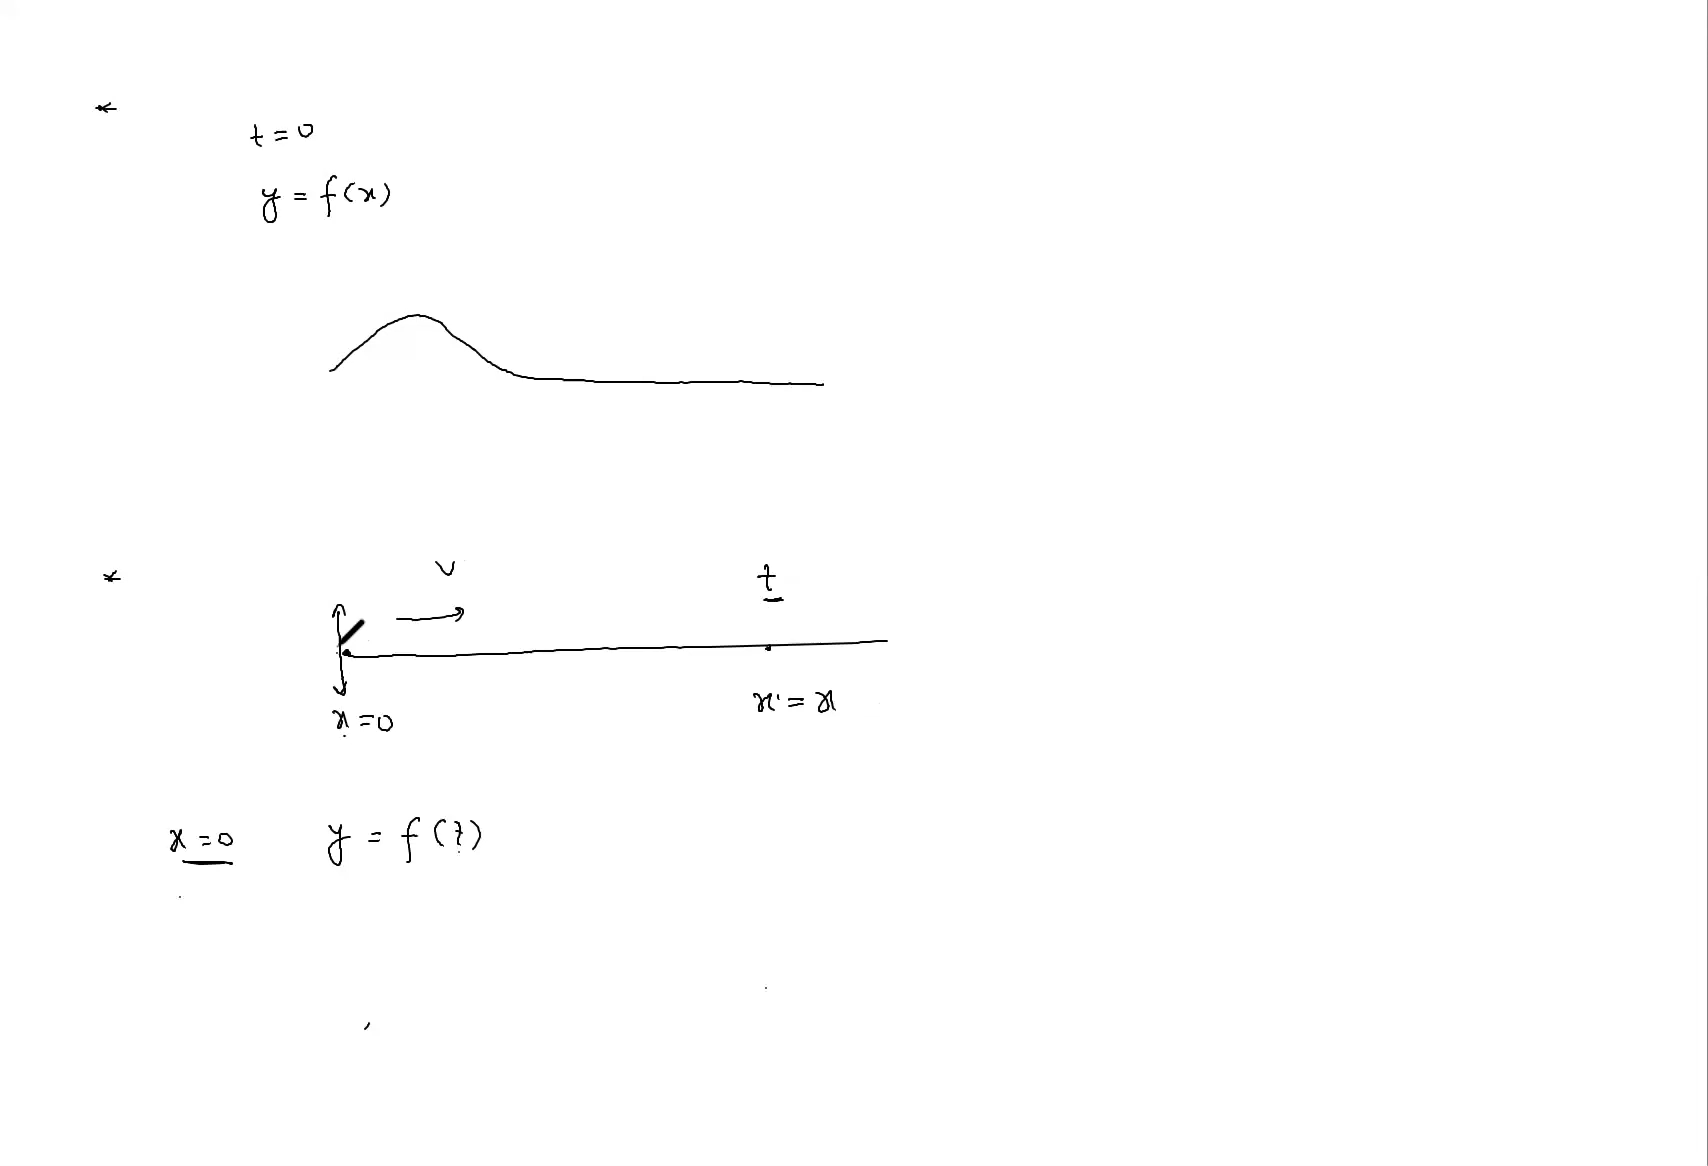 *
t = 0
y = f(x)
*
v
t
x = 0
x = x
x = 0 y = f(t)